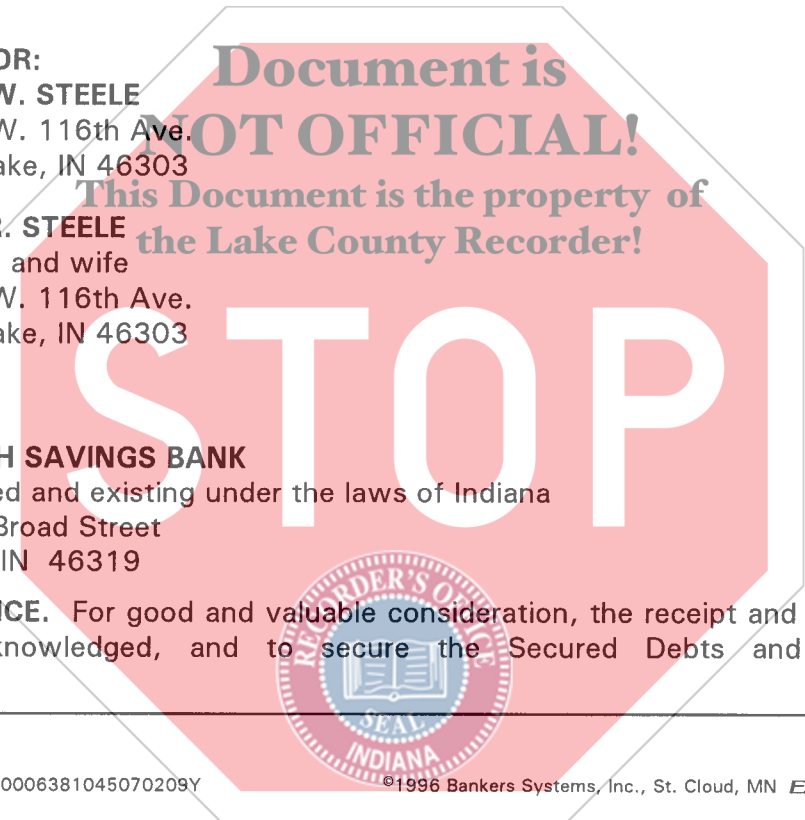 Document is
NOT OFFICIAL!
This Document is the property of
the Lake County Recorder!
STOP
OR:
W. STEELE
W. 116th Ave.
ake, IN 46303
. STEELE
and wife
W. 116th Ave.
ake, IN 46303
H SAVINGS BANK
ed and existing under the laws of Indiana
Broad Street
IN 46319
ICE. For good and valuable consideration, the receipt and
knowledged, and to secure the Secured Debts and
RECORDER'S OFFICE
SEAL
INDIANA
0006381045070209Y
©1996 Bankers Systems, Inc., St. Cloud, MN